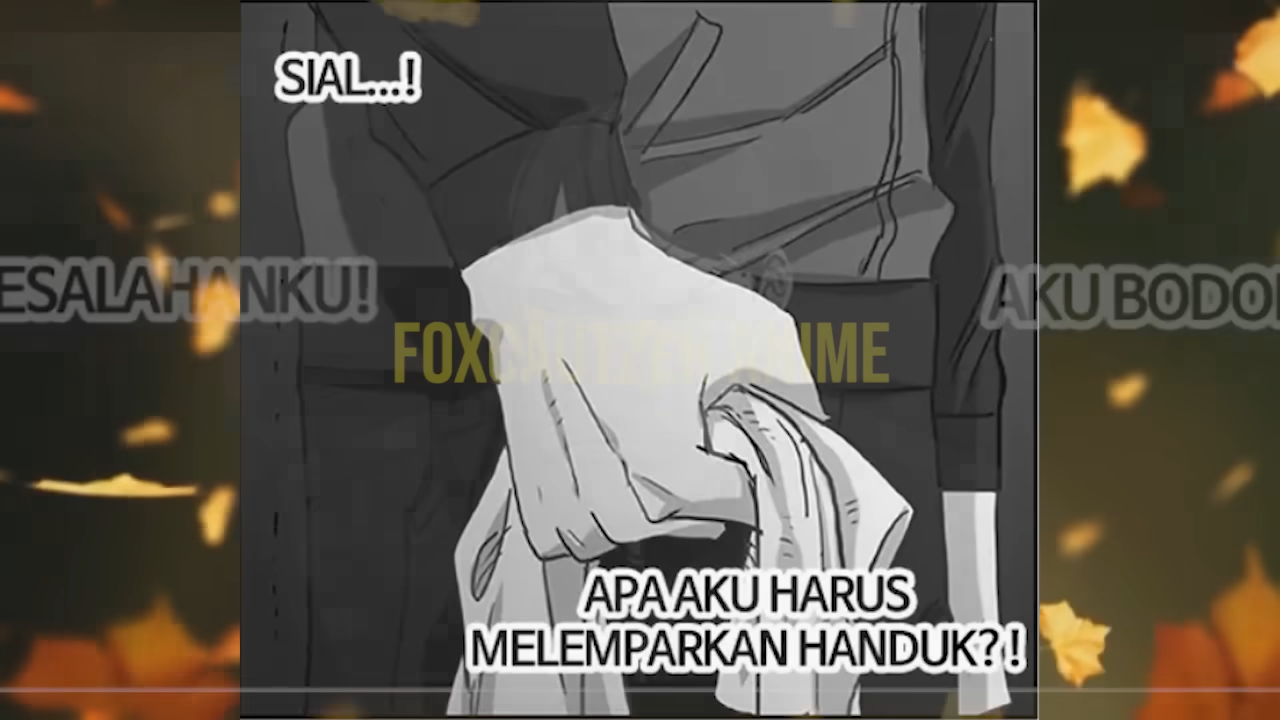 SIAL...!
ESALAHANKU!
AKU BODO
APA AKU HARUS
MELEMPARKAN HANDUK?!